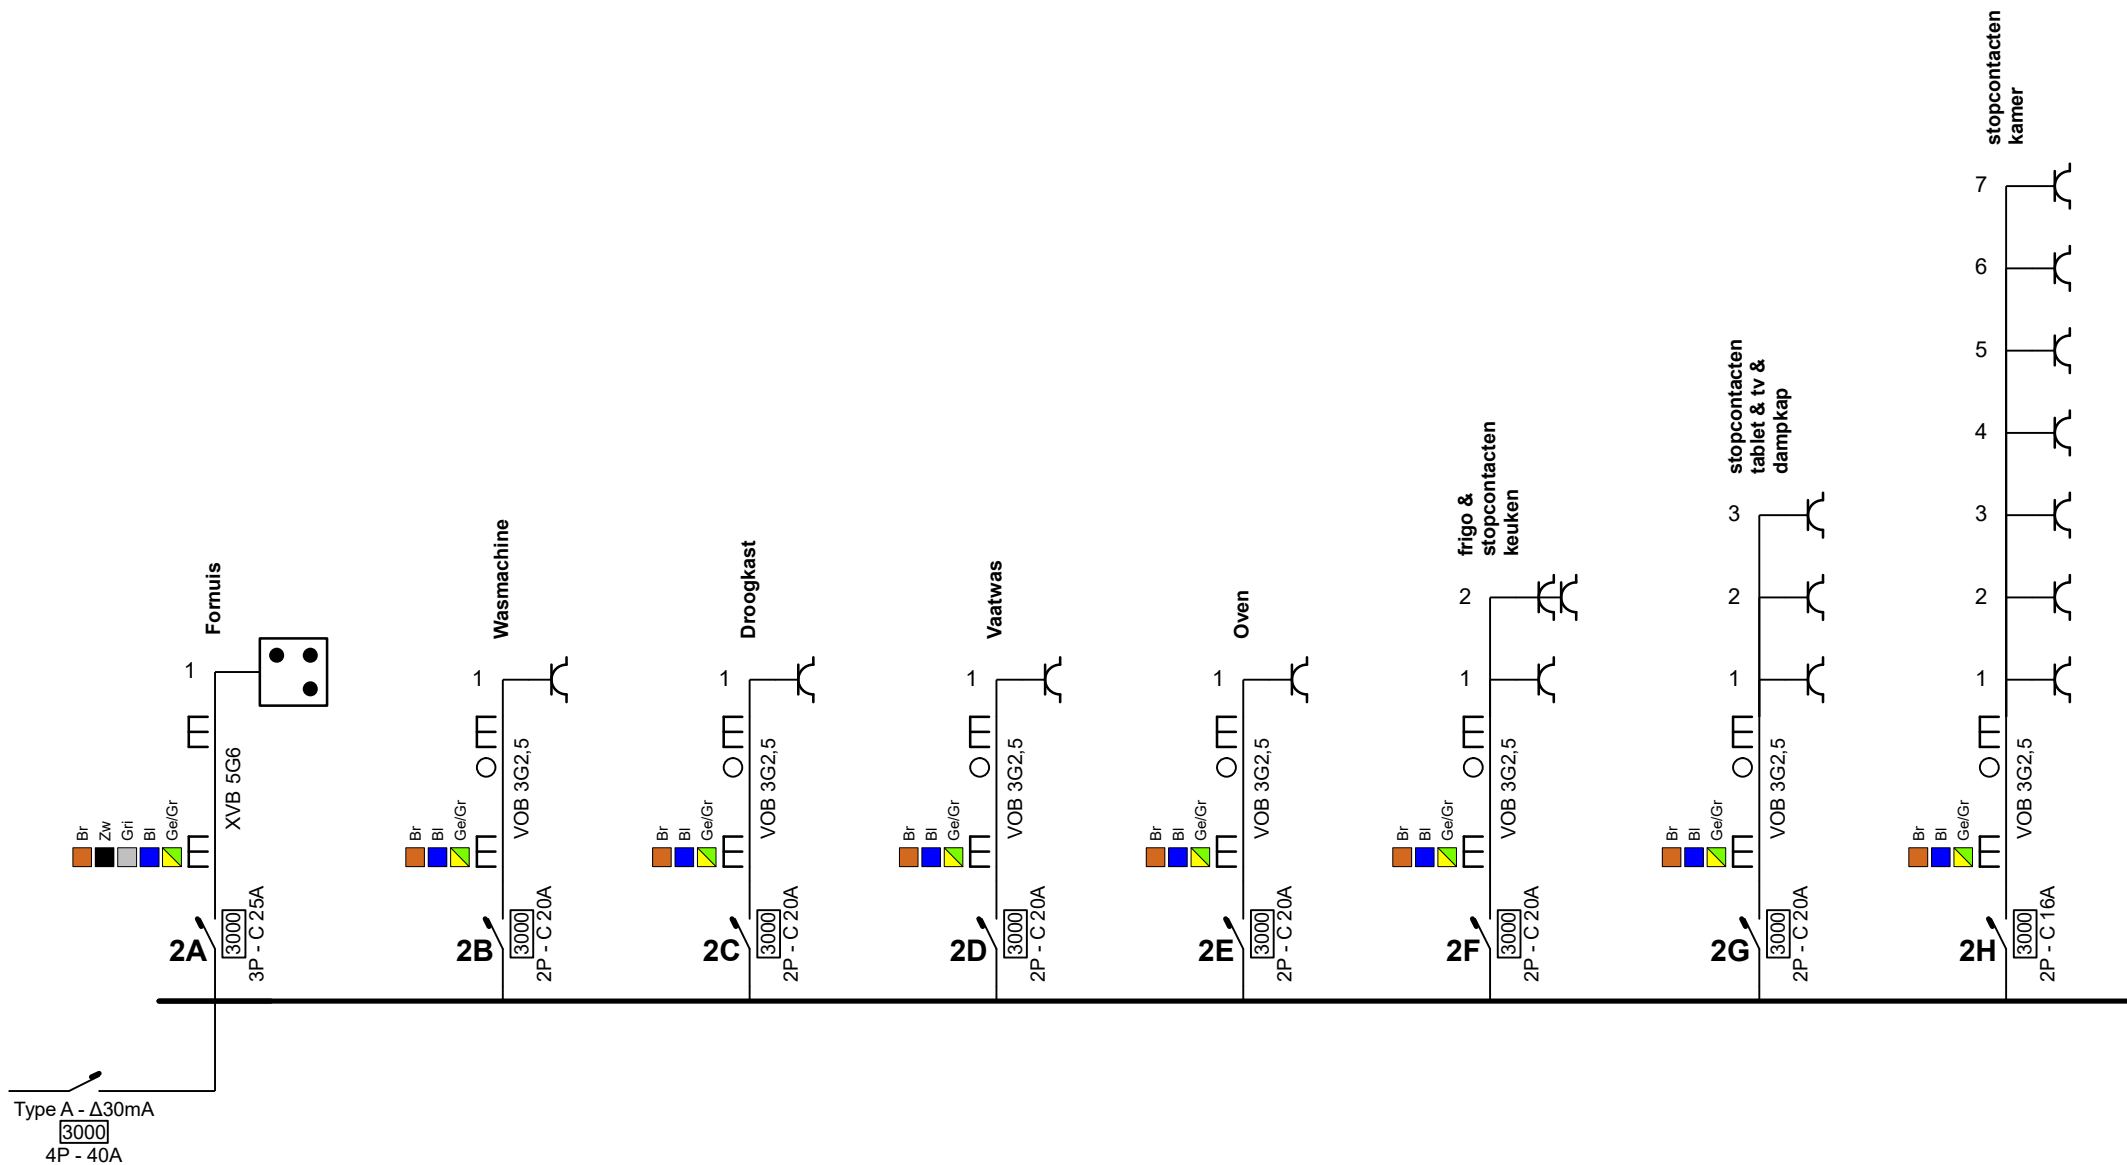 Fornuis
1
XVB 5G6
Br
Zw
Gri
Bl
Ge/Gr
2A
3000
3P - C 25A
Wasmachine
1
VOB 3G2,5
Br
Bl
Ge/Gr
2B
3000
2P - C 20A
Droogkast
1
VOB 3G2,5
Br
Bl
Ge/Gr
2C
3000
2P - C 20A
Vaatwas
1
VOB 3G2,5
Br
Bl
Ge/Gr
2D
3000
2P - C 20A
Oven
1
VOB 3G2,5
Br
Bl
Ge/Gr
2E
3000
2P - C 20A
frigo &
stopcontacten
keuken
2
1
VOB 3G2,5
Br
Bl
Ge/Gr
2F
3000
2P - C 20A
stopcontacten
tablet & tv &
dampkap
3
2
1
VOB 3G2,5
Br
Bl
Ge/Gr
2G
3000
2P - C 20A
stopcontacten
kamer
7
6
5
4
3
2
1
VOB 3G2,5
Br
Bl
Ge/Gr
2H
3000
2P - C 16A
Type A - Δ30mA
3000
4P - 40A